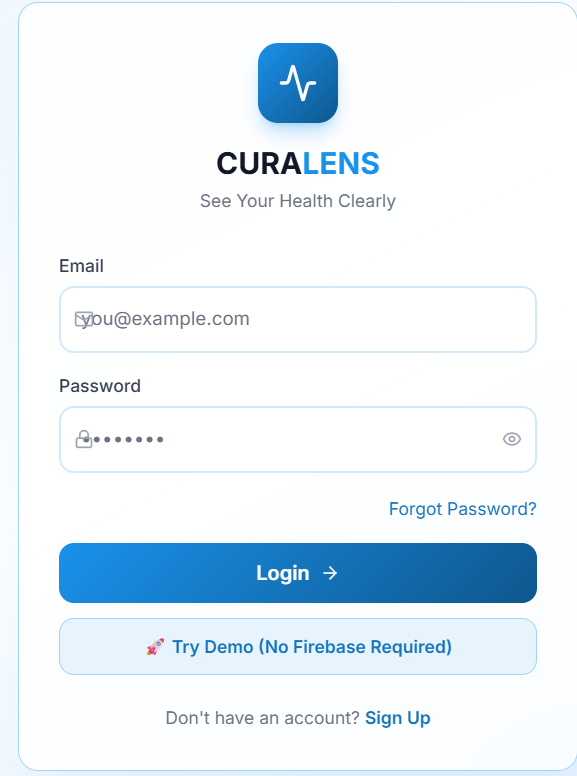 CURALENS
See Your Health Clearly
Email
you@example.com
Password
••••••••
Forgot Password?
Login →
🚀 Try Demo (No Firebase Required)
Don't have an account? Sign Up